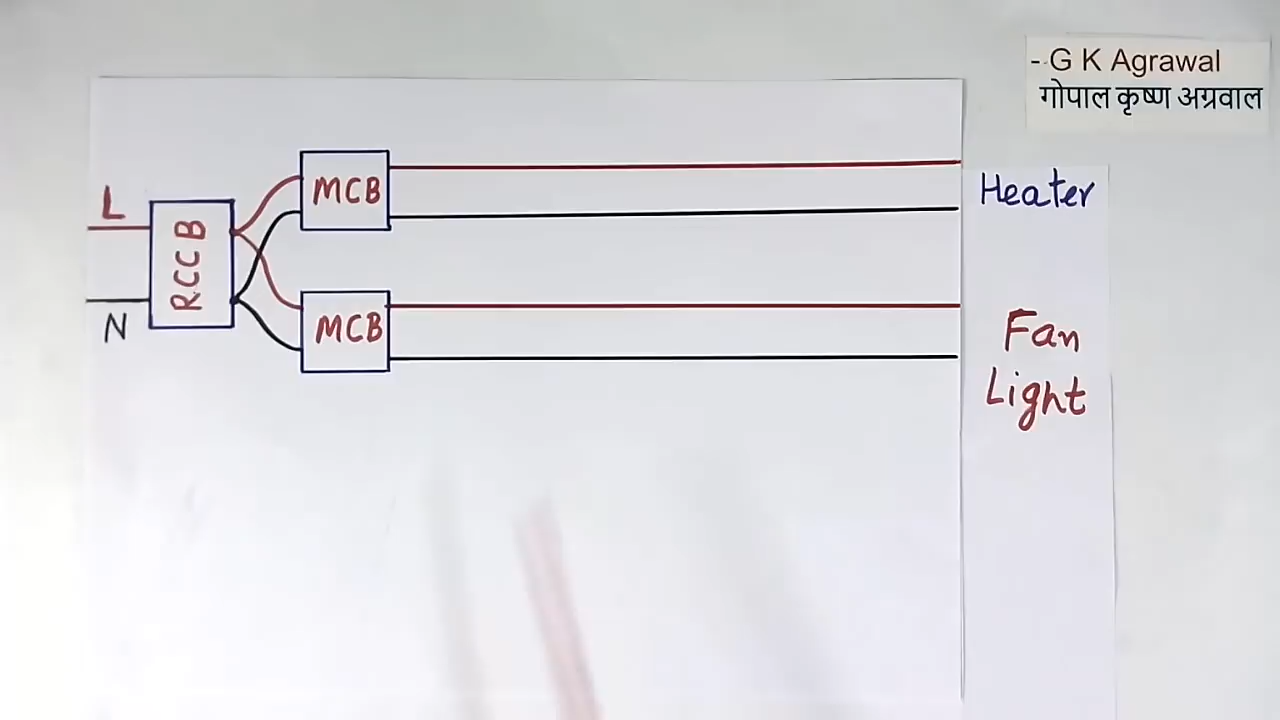 - G K Agrawal
गोपाल कृष्ण अग्रवाल
L
RCCB
N
MCB
MCB
Heater
Fan
Light